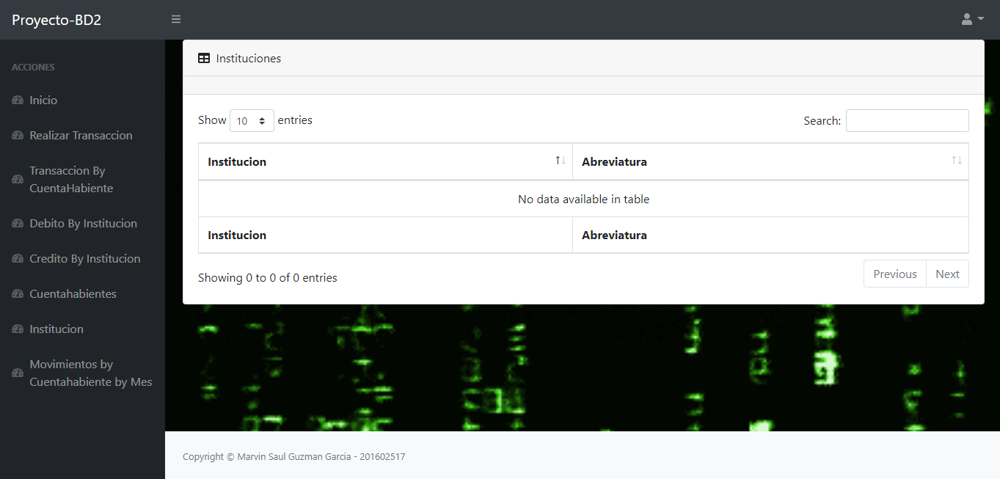 Proyecto-BD2
ACCIONES
Inicio
Realizar Transaccion
Transaccion By
CuentaHabiente
Debito By Institucion
Credito By Institucion
Cuentahabientes
Institucion
Movimientos by
Cuentahabiente by Mes
Instituciones
Show 10 entries
Search:
Institucion Abreviatura
No data available in table
Institucion Abreviatura
Showing 0 to 0 of 0 entries
Previous Next
Copyright © Marvin Saul Guzman Garcia - 201602517